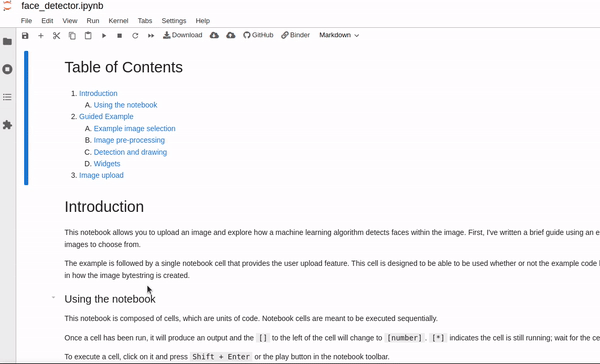 face_detector.ipynb
File Edit View Run Kernel Tabs Settings Help
Download GitHub Binder Markdown
Table of Contents
1. Introduction
A. Using the notebook
2. Guided Example
A. Example image selection
B. Image pre-processing
C. Detection and drawing
D. Widgets
3. Image upload
Introduction
This notebook allows you to upload an image and explore how a machine learning algorithm detects faces within the image. First, I've written a brief guide using an e
images to choose from.
The example is followed by a single notebook cell that provides the user upload feature. This cell is designed to be able to be used whether or not the example code
in how the image bytestring is created.
Using the notebook
This notebook is composed of cells, which are units of code. Notebook cells are meant to be executed sequentially.
Once a cell has been run, it will produce an output and the [] to the left of the cell will change to [number]. [*] indicates the cell is still running; wait for the ce
To execute a cell, click on it and press Shift + Enter or the play button in the notebook toolbar.